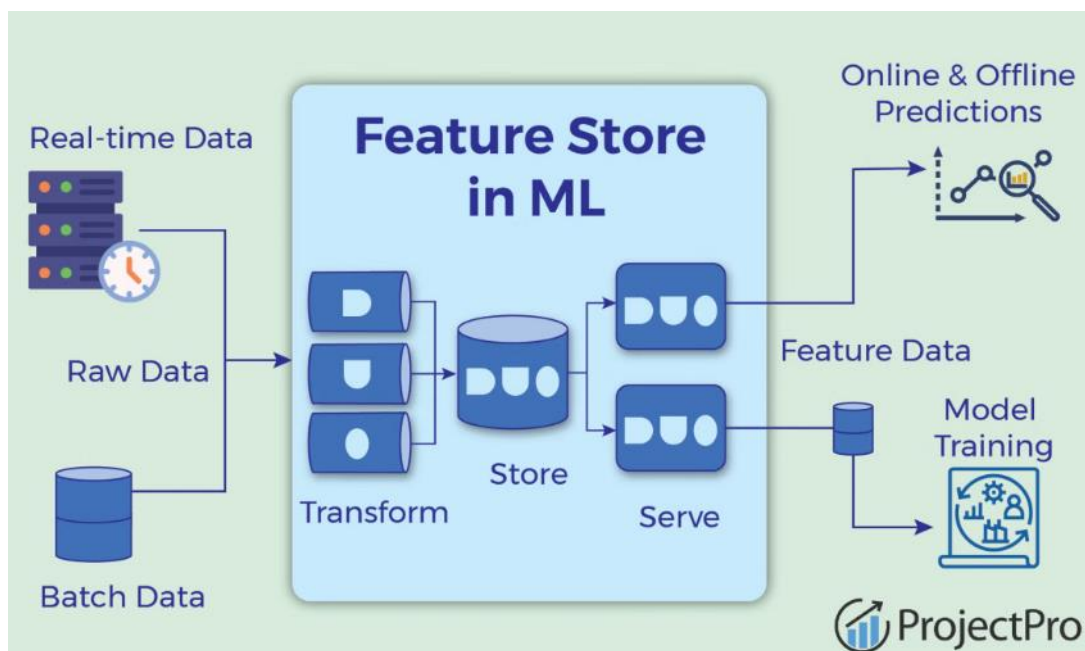 Feature Store
in ML
Real-time Data
Raw Data
Batch Data
Transform
Store
Serve
Online & Offline
Predictions
Feature Data
Model
Training
ProjectPro